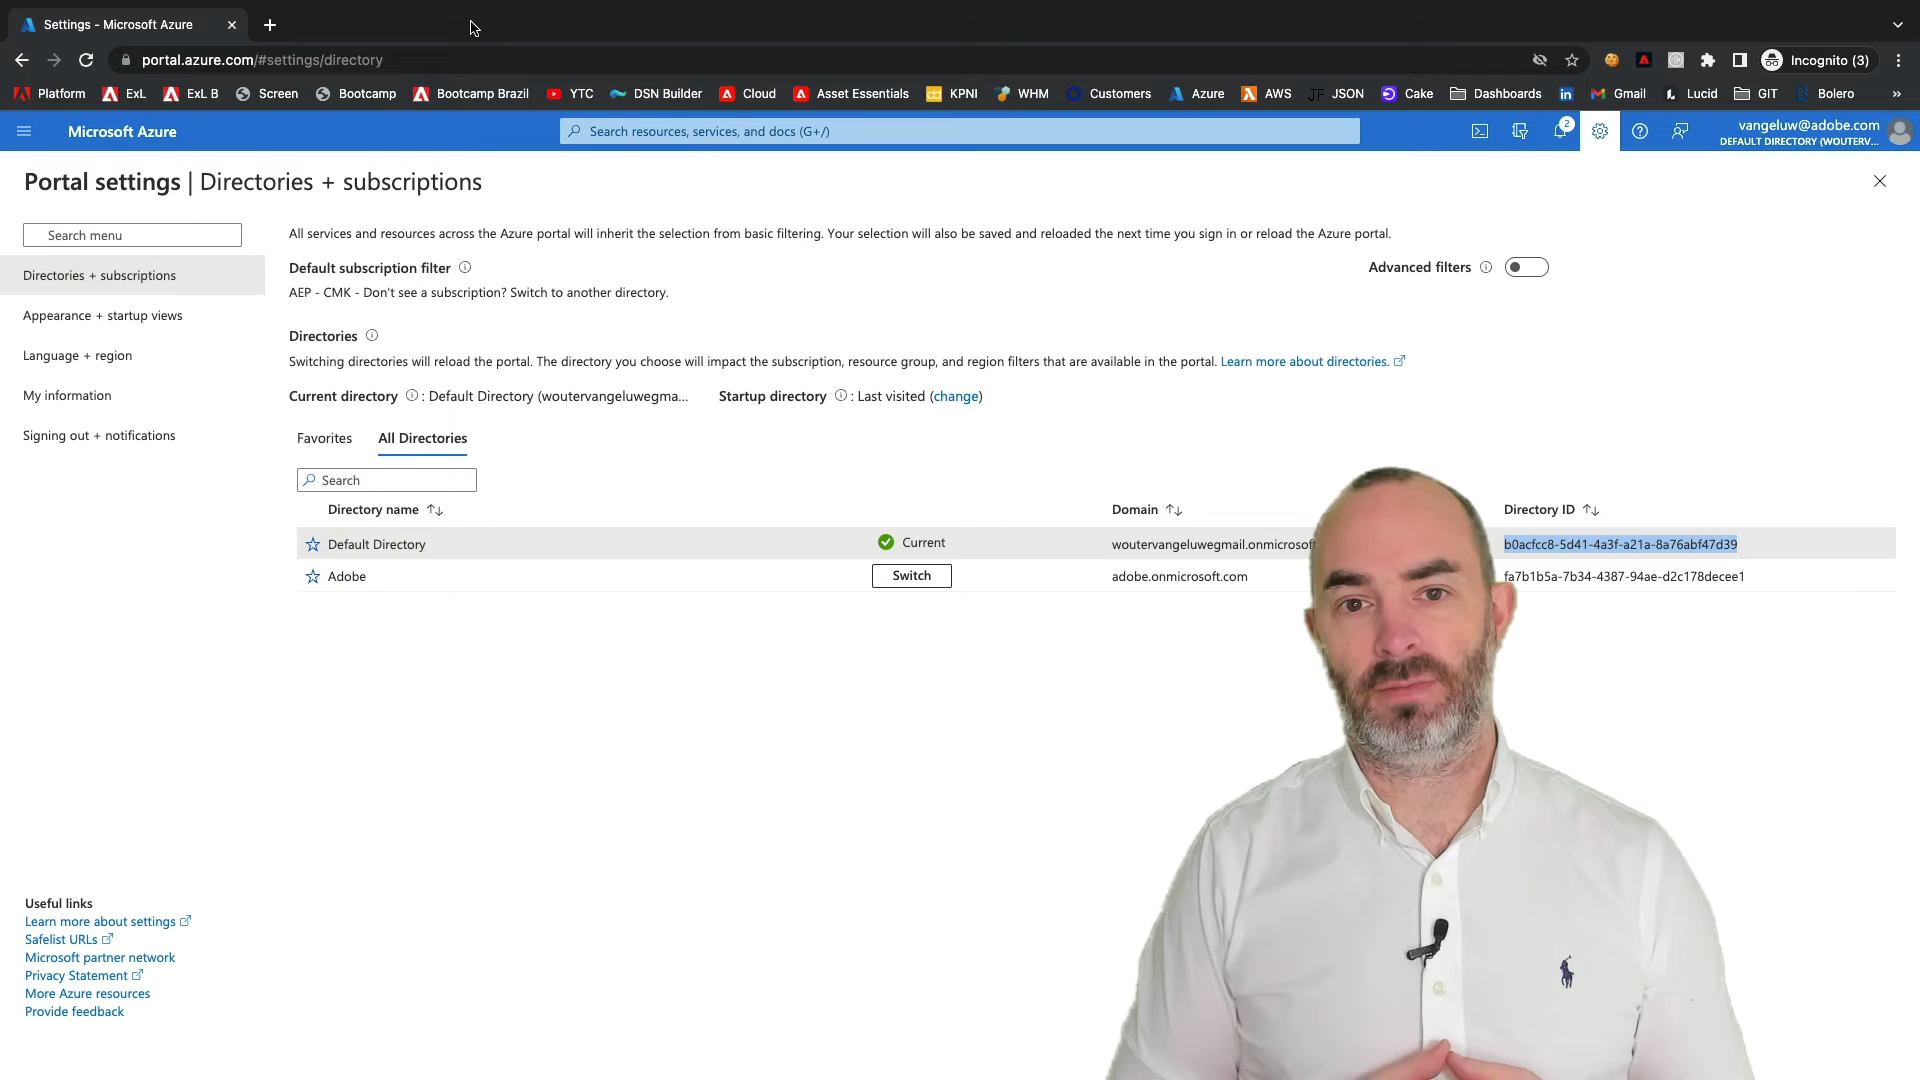 Settings - Microsoft Azure
portal.azure.com/#settings/directory
Incognito (3)
Platform ExL ExL B Screen Bootcamp Bootcamp Brazil YTC DSN Builder Cloud Asset Essentials KPNI WHM Customers Azure AWS JSON Cake Dashboards Gmail Lucid GIT Bolero »
Microsoft Azure
Search resources, services, and docs (G+/)
2
vangeluw@adobe.com
DEFAULT DIRECTORY (WOUTERV...
Portal settings | Directories + subscriptions
Search menu
Directories + subscriptions
Appearance + startup views
Language + region
My information
Signing out + notifications
All services and resources across the Azure portal will inherit the selection from basic filtering. Your selection will also be saved and reloaded the next time you sign in or reload the Azure portal.
Default subscription filter
Advanced filters
AEP - CMK - Don't see a subscription? Switch to another directory.
Directories
Switching directories will reload the portal. The directory you choose will impact the subscription, resource group, and region filters that are available in the portal. Learn more about directories.
Current directory : Default Directory (woutervangeluwegma... Startup directory : Last visited (change)
Favorites All Directories
Search
Directory name Domain Directory ID
Default Directory Current woutervangeluwegmail.onmicrosoft b0acfcc8-5d41-4a3f-a21a-8a76abf47d39
Adobe Switch adobe.onmicrosoft.com fa7b1b5a-7b34-4387-94ae-d2c178decee1
Useful links
Learn more about settings
Safelist URLs
Microsoft partner network
Privacy Statement
More Azure resources
Provide feedback